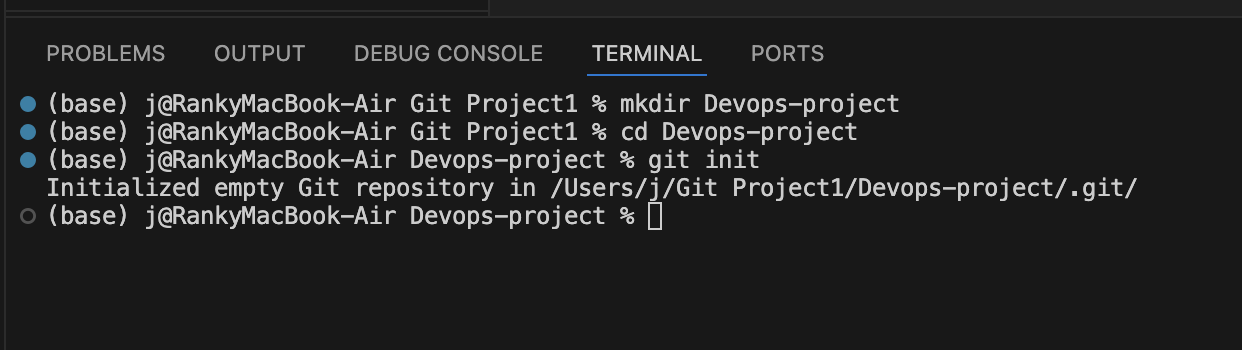 PROBLEMS OUTPUT DEBUG CONSOLE TERMINAL PORTS
(base) j@RankyMacBook-Air Git Project1 % mkdir Devops-project
(base) j@RankyMacBook-Air Git Project1 % cd Devops-project
(base) j@RankyMacBook-Air Devops-project % git init
Initialized empty Git repository in /Users/j/Git Project1/Devops-project/.git/
(base) j@RankyMacBook-Air Devops-project %